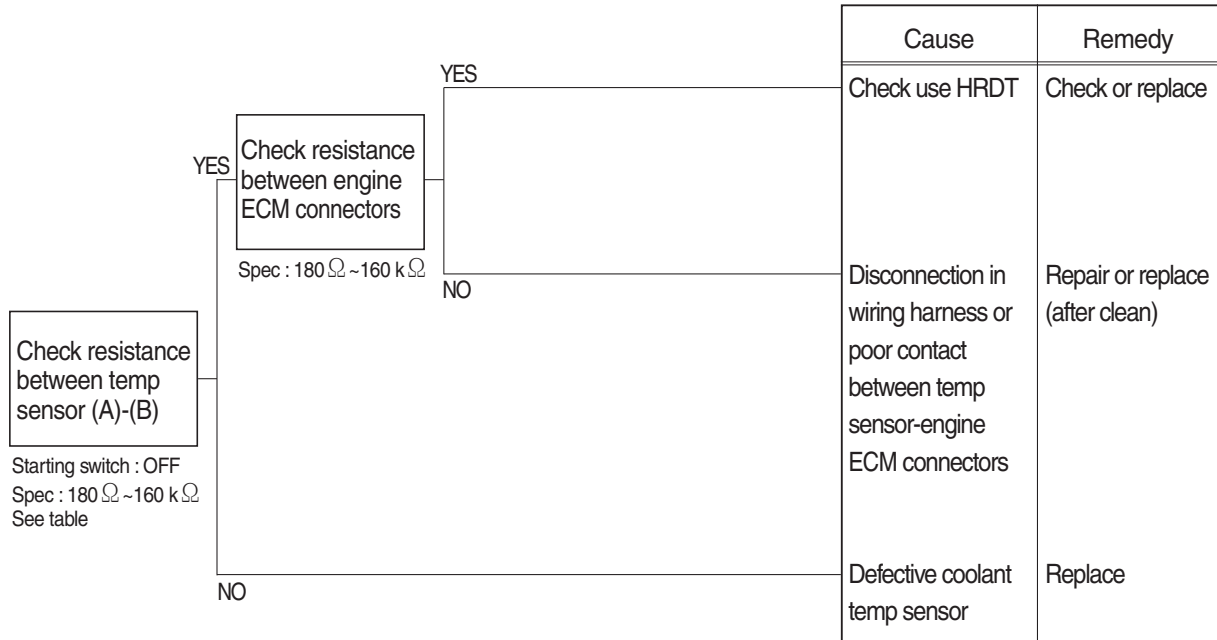 Cause Remedy
YES
Check use HRDT Check or replace
YES
Check resistance
between engine
ECM connectors
Spec : 180 Ω ~160 k Ω
NO
Disconnection in
wiring harness or
poor contact
between temp
sensor-engine
ECM connectors
Repair or replace
(after clean)
Check resistance
between temp
sensor (A)-(B)
Starting switch : OFF
Spec : 180 Ω ~160 k Ω
See table
NO
Defective coolant
temp sensor
Replace